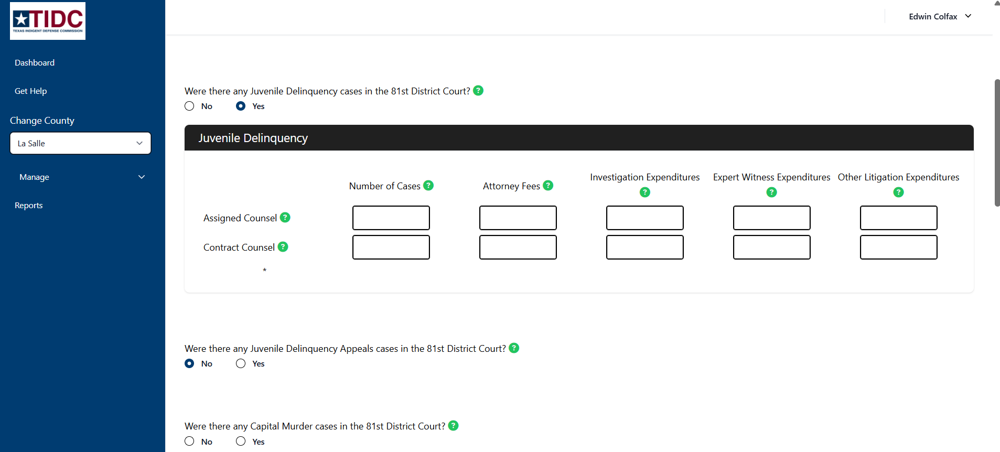 TIDC
TEXAS INDIGENT DEFENSE COMMISSION
Edwin Colfax
Dashboard
Get Help
Change County
La Salle
Manage
Reports
Were there any Juvenile Delinquency cases in the 81st District Court? ?
No Yes
Juvenile Delinquency
Number of Cases ? Attorney Fees ? Investigation Expenditures ? Expert Witness Expenditures ? Other Litigation Expenditures ?
Assigned Counsel ?
Contract Counsel ?
*
Were there any Juvenile Delinquency Appeals cases in the 81st District Court? ?
No Yes
Were there any Capital Murder cases in the 81st District Court? ?
No Yes